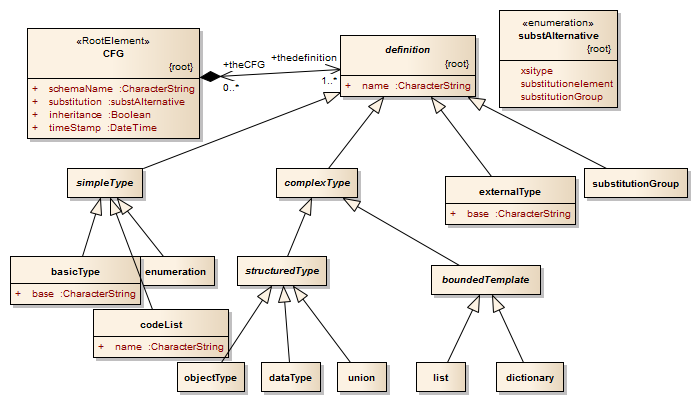 «RootElement»
CFG
{root}
+ schemaName :CharacterString
+ substitution :substAlternative
+ inheritance :Boolean
+ timeStamp :DateTime
+theCFG
0..*
+thedefinition
1..*
definition
{root}
+ name :CharacterString
«enumeration»
substAlternative
{root}
xsitype
substitutionelement
substitutionGroup
simpleType
complexType
externalType
+ base :CharacterString
substitutionGroup
basicType
+ base :CharacterString
enumeration
structuredType
boundedTemplate
codeList
+ name :CharacterString
objectType
dataType
union
list
dictionary